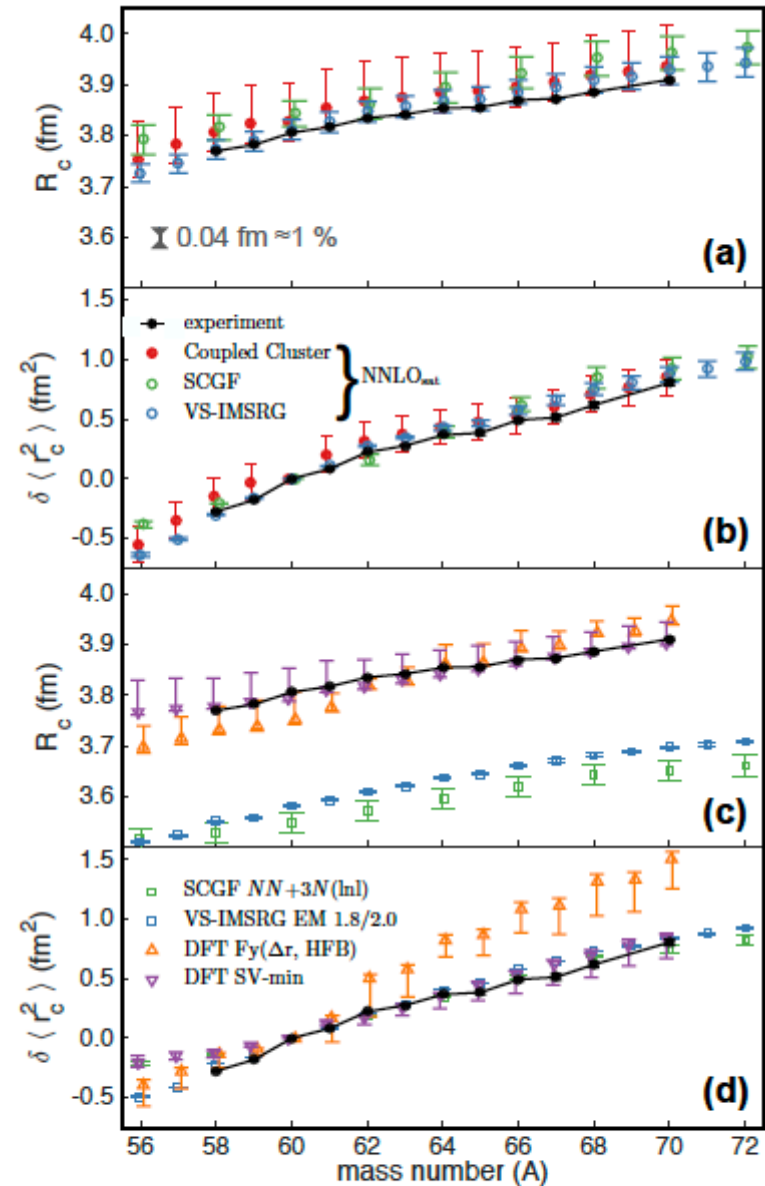 4.0
3.9
3.8
3.7
3.6
R_c (fm)
0.04 fm ≈1 %
(a)
1.5
1.0
0.5
0.0
-0.5
δ ⟨ r_c^2 ⟩ (fm^2)
experiment
Coupled Cluster
SCGF
VS-IMSRG
NNLO_sat
(b)
4.0
3.9
3.8
3.7
3.6
R_c (fm)
(c)
1.5
1.0
0.5
0.0
-0.5
δ ⟨ r_c^2 ⟩ (fm^2)
SCGF NN+3N(lnl)
VS-IMSRG EM 1.8/2.0
DFT Fy(Δr, HFB)
DFT SV-min
(d)
56 58 60 62 64 66 68 70 72
mass number (A)